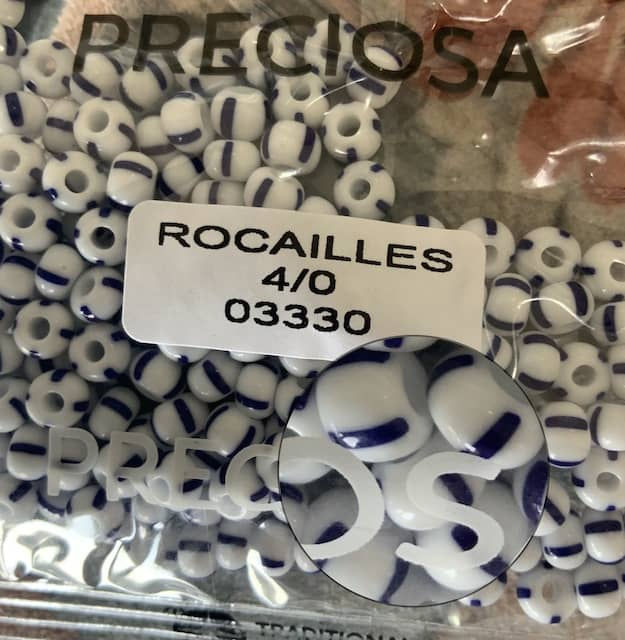 PRECIOSA
ROCAILLES
4/0
03330
PRECIOS
TRADITIONAL